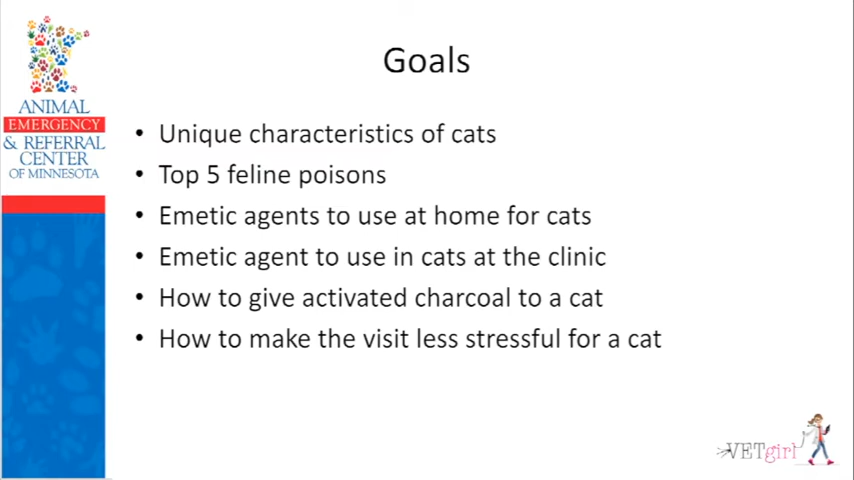 Goals
ANIMAL
EMERGENCY
& REFERRAL
CENTER
OF MINNESOTA
• Unique characteristics of cats
• Top 5 feline poisons
• Emetic agents to use at home for cats
• Emetic agent to use in cats at the clinic
• How to give activated charcoal to a cat
• How to make the visit less stressful for a cat
VETgirl